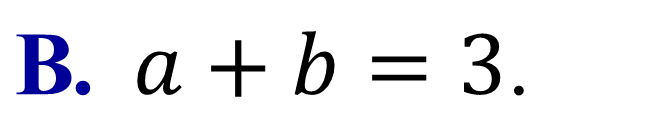 B. a + b = 3.